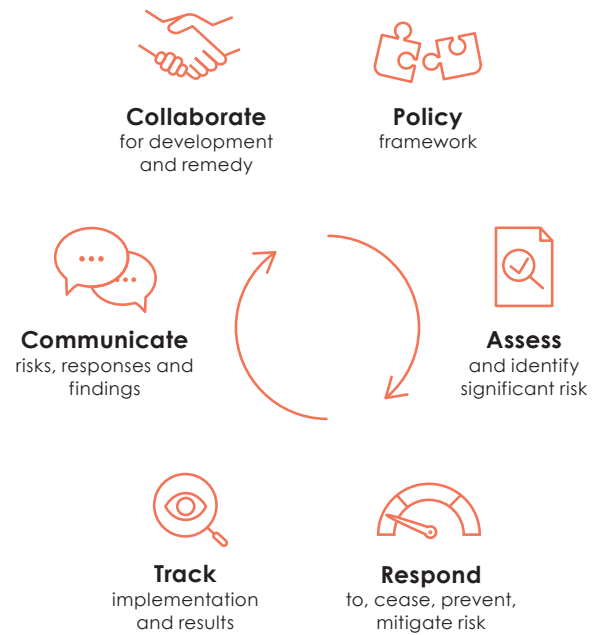 Collaborate
for development
and remedy
Policy
framework
Communicate
risks, responses and
findings
Assess
and identify
significant risk
Track
implementation
and results
Respond
to, cease, prevent,
mitigate risk